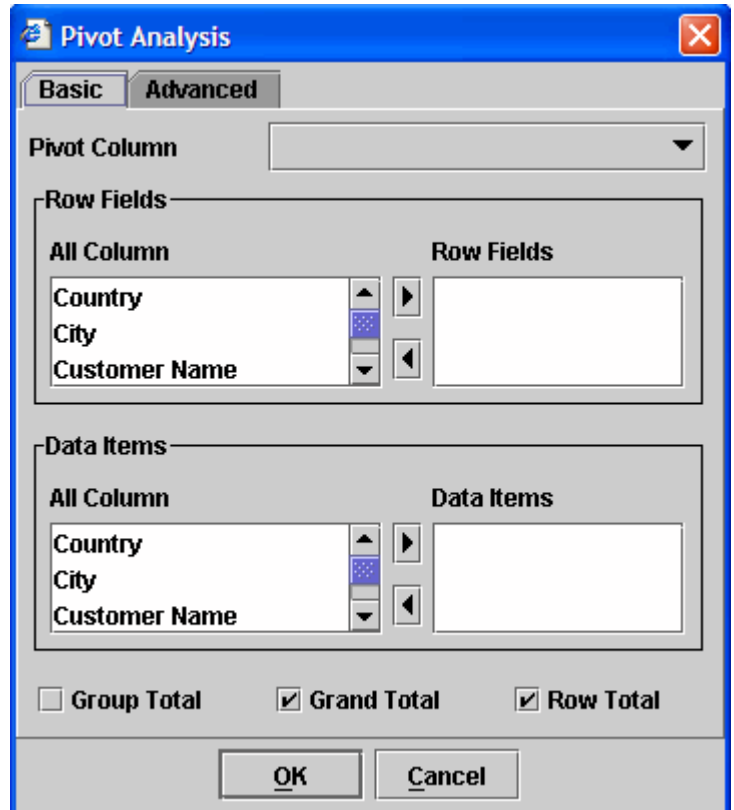 Pivot Analysis
Basic Advanced
Pivot Column
Row Fields
All Column Row Fields
Country
City
Customer Name
Data Items
All Column Data Items
Country
City
Customer Name
Group Total Grand Total Row Total
OK Cancel